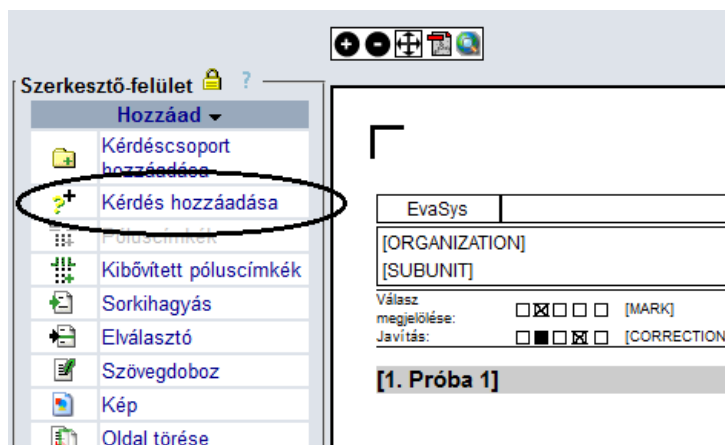 Szerkesztő-felület ?
Hozzáad
Kérdéscsoport
hozzáadása
Kérdés hozzáadása
Póluscímkék
Kibővített póluscímkék
Sorkihagyás
Elválasztó
Szövegdoboz
Kép
Oldal törése
EvaSys
[ORGANIZATION]
[SUBUNIT]
Válasz
megjelölése: [MARK]
Javítás: [CORRECTION
[1. Próba 1]